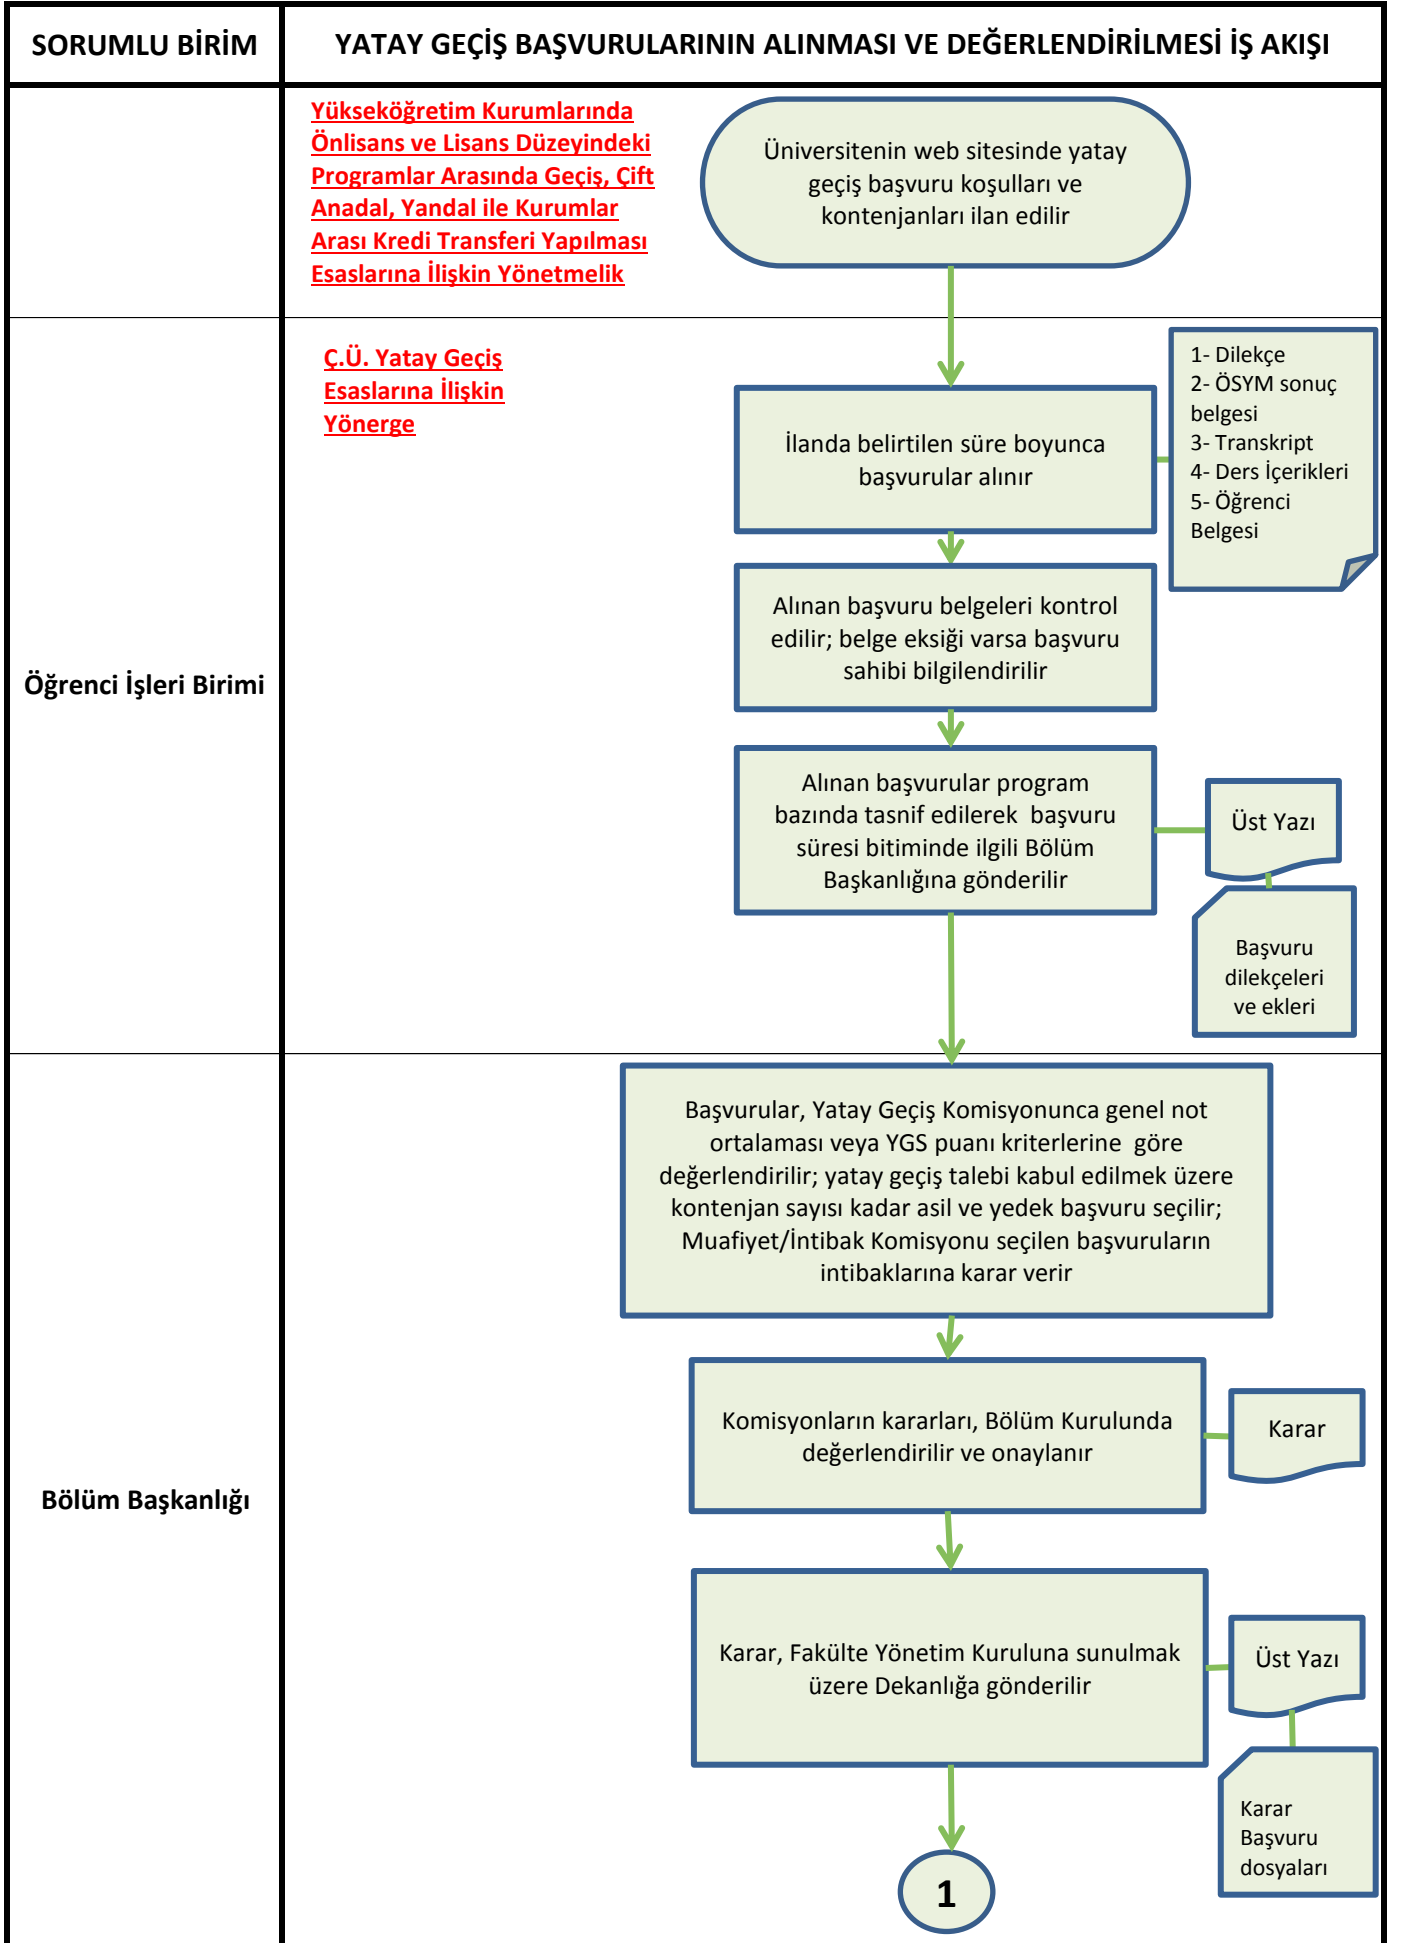 SORUMLU BİRİM
YATAY GEÇİŞ BAŞVURULARININ ALINMASI VE DEĞERLENDİRİLMESİ İŞ AKIŞI
Yükseköğretim Kurumlarında
Önlisans ve Lisans Düzeyindeki
Programlar Arasında Geçiş, Çift
Anadal, Yandal ile Kurumlar
Arası Kredi Transferi Yapılması
Esaslarına İlişkin Yönetmelik
Üniversitenin web sitesinde yatay
geçiş başvuru koşulları ve
kontenjanları ilan edilir
Öğrenci İşleri Birimi
Ç.Ü. Yatay Geçiş
Esaslarına İlişkin
Yönerge
İlanda belirtilen süre boyunca
başvurular alınır
1- Dilekçe
2- ÖSYM sonuç
belgesi
3- Transkript
4- Ders İçerikleri
5- Öğrenci
Belgesi
Alınan başvuru belgeleri kontrol
edilir; belge eksiği varsa başvuru
sahibi bilgilendirilir
Alınan başvurular program
bazında tasnif edilerek  başvuru
süresi bitiminde ilgili Bölüm
Başkanlığına gönderilir
Üst Yazı
Başvuru
dilekçeleri
ve ekleri
Bölüm Başkanlığı
Başvurular, Yatay Geçiş Komisyonunca genel not
ortalaması veya YGS puanı kriterlerine  göre
değerlendirilir; yatay geçiş talebi kabul edilmek üzere
kontenjan sayısı kadar asil ve yedek başvuru seçilir;
Muafiyet/İntibak Komisyonu seçilen başvuruların
intibaklarına karar verir
Komisyonların kararları, Bölüm Kurulunda
değerlendirilir ve onaylanır
Karar
Karar, Fakülte Yönetim Kuruluna sunulmak
üzere Dekanlığa gönderilir
Üst Yazı
Karar
Başvuru
dosyaları
1